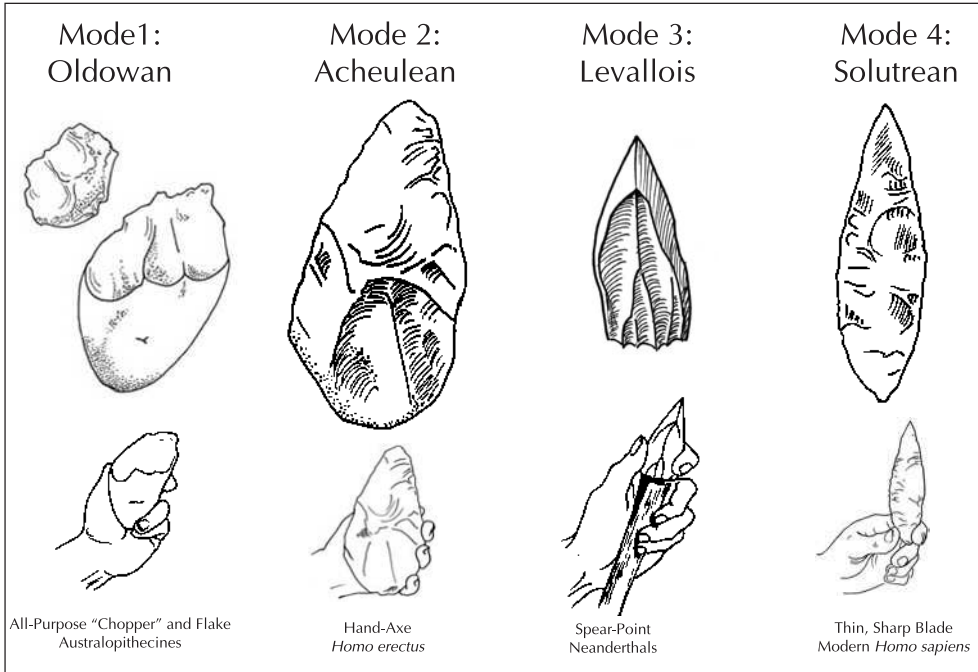 Mode1:
Oldowan
Mode 2:
Acheulean
Mode 3:
Levallois
Mode 4:
Solutrean
All-Purpose “Chopper” and Flake
Australopithecines
Hand-Axe
Homo erectus
Spear-Point
Neanderthals
Thin, Sharp Blade
Modern Homo sapiens